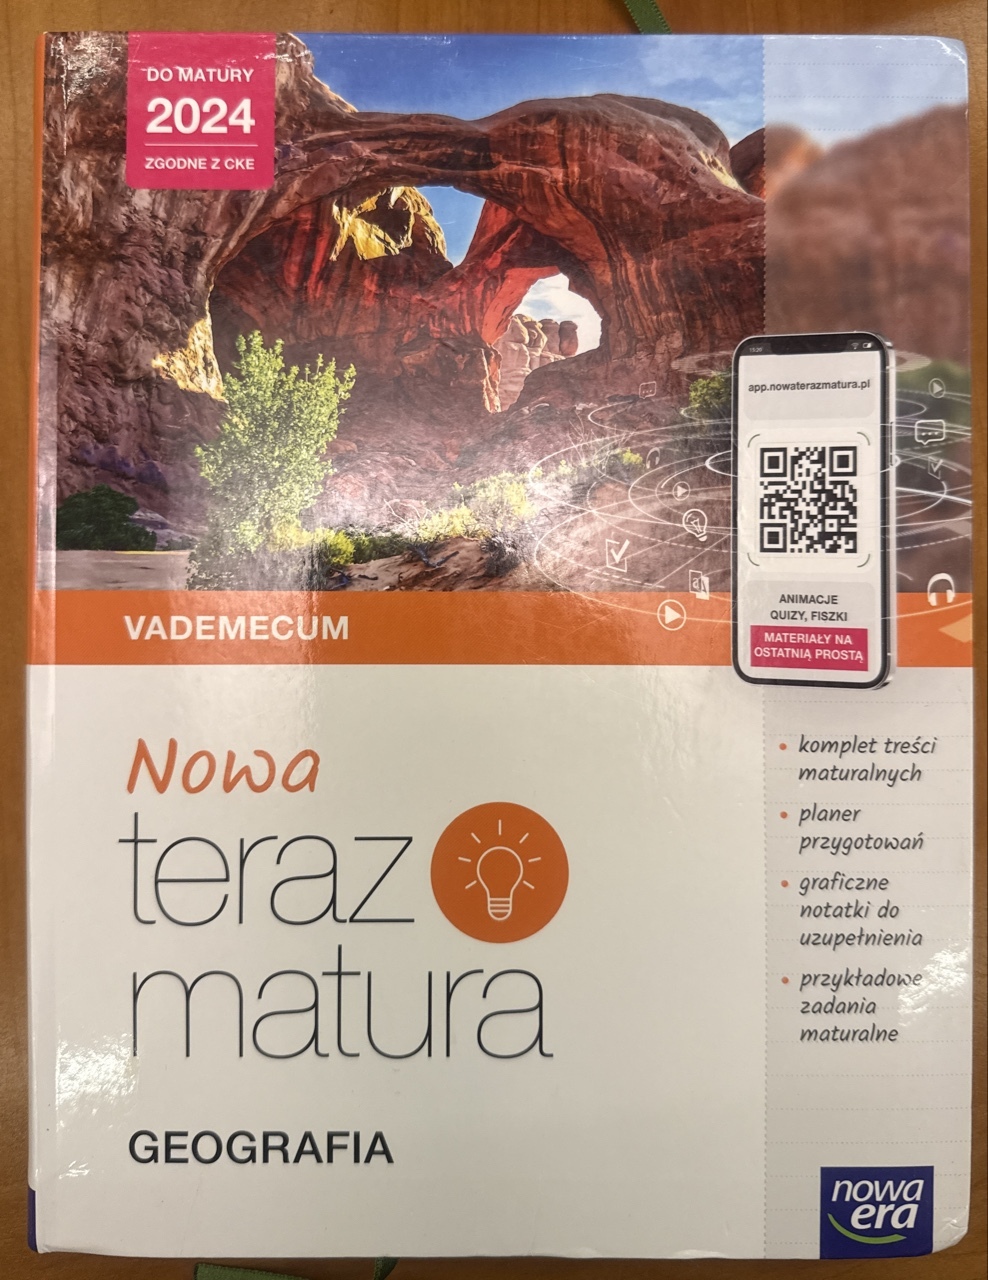 DO MATURY
2024
ZGODNE Z CKE
app.nowaterazmatura.pl
ANIMACJE
QUIZY, FISZKI
MATERIAŁY NA
OSTATNIĄ PROSTĄ
VADEMECUM
Nowa
teraz
matura
GEOGRAFIA
• komplet treści
maturalnych
• planer
przygotowań
• graficzne
notatki do
uzupełnienia
• przykładowe
zadania
maturalne
nowa
era